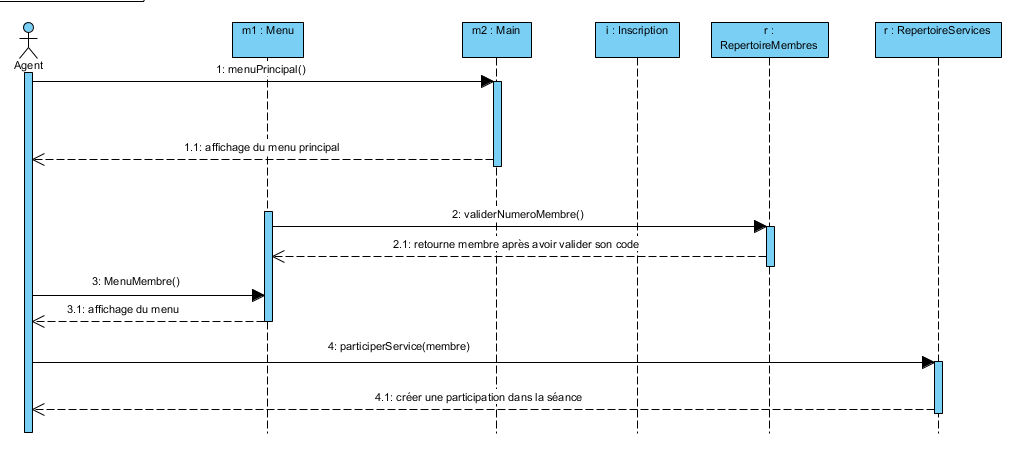 m1 : Menu
m2 : Main
i : Inscription
r :
RepertoireMembres
r : RepertoireServices
Agent
1: menuPrincipal()
1.1: affichage du menu principal
2: validerNumeroMembre()
2.1: retourne membre après avoir valider son code
3: MenuMembre()
3.1: affichage du menu
4: participerService(membre)
4.1: créer une participation dans la séance